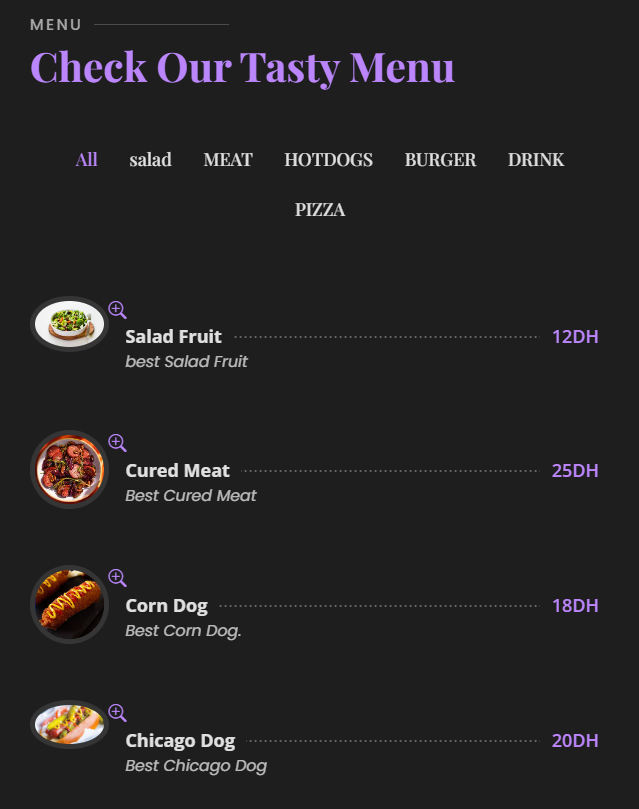 MENU
Check Our Tasty Menu
All salad MEAT HOTDOGS BURGER DRINK
PIZZA
Salad Fruit 12DH
best Salad Fruit
Cured Meat 25DH
Best Cured Meat
Corn Dog 18DH
Best Corn Dog.
Chicago Dog 20DH
Best Chicago Dog